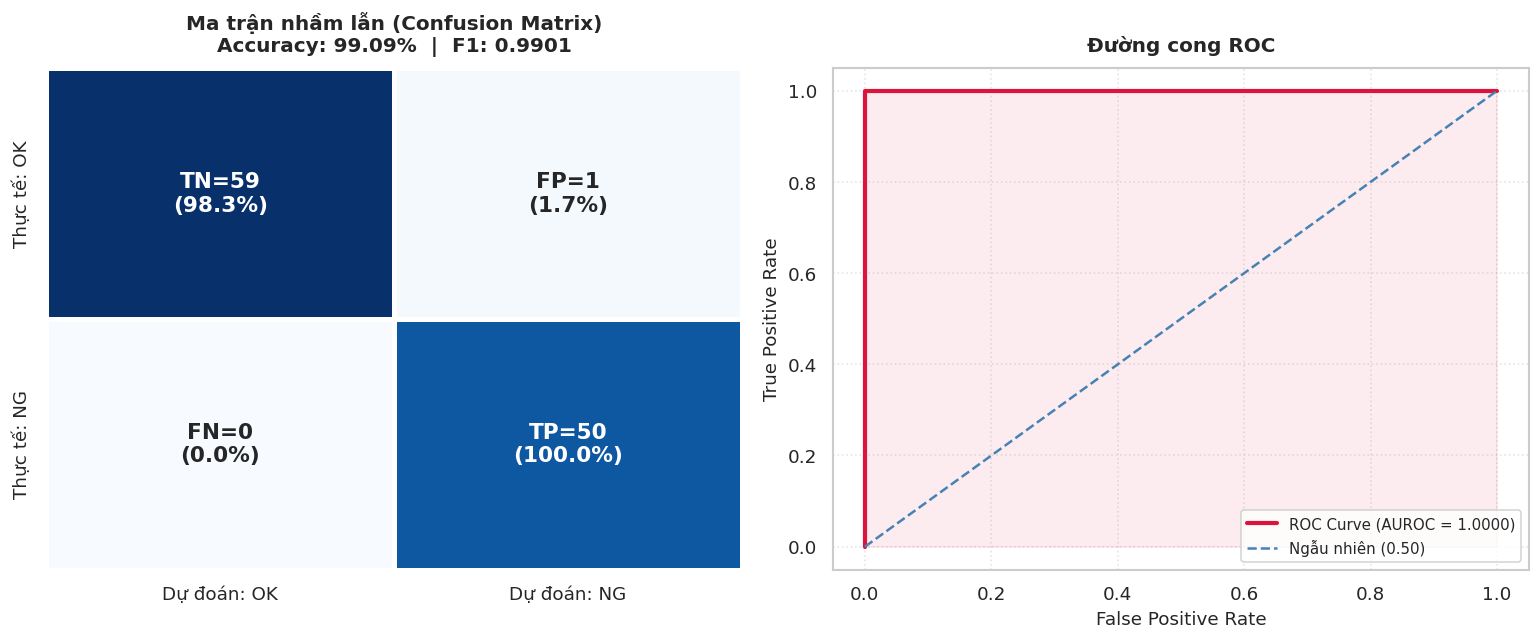 Ma trận nhầm lẫn (Confusion Matrix)
Accuracy: 99.09%  |  F1: 0.9901
Thực tế: OK
TN=59
(98.3%)
FP=1
(1.7%)
Thực tế: NG
FN=0
(0.0%)
TP=50
(100.0%)
Dự đoán: OK
Dự đoán: NG
Đường cong ROC
True Positive Rate
1.0
0.8
0.6
0.4
0.2
0.0
ROC Curve (AUROC = 1.0000)
Ngẫu nhiên (0.50)
0.0
0.2
0.4
0.6
0.8
1.0
False Positive Rate